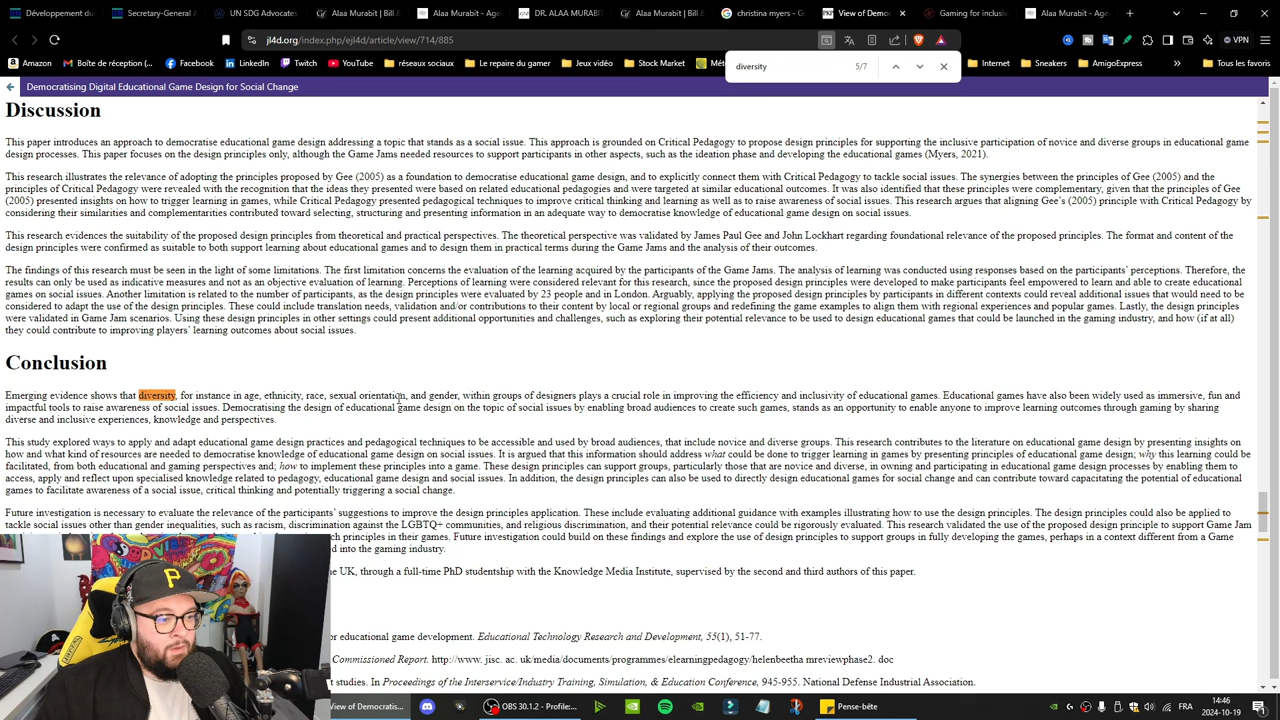 Développement du
Secretary-General A
UN SDG Advocates
Alaa Murabit | Bill &
Alaa Murabit - Agen
DR. ALAA MURABIT
Alaa Murabit | Bill &
christina myers - Go
View of Democ
Gaming for inclusiv
Alaa Murabit - Agen
jl4d.org/index.php/ejl4d/article/view/714/885
VPN
Amazon
Boîte de réception (...
Facebook
LinkedIn
Twitch
YouTube
réseaux sociaux
Le repaire du gamer
Jeux vidéo
Stock Market
Internet
Sneakers
AmigoExpress
Tous les favoris
diversity 5/7
Democratising Digital Educational Game Design for Social Change
Discussion
This paper introduces an approach to democratise educational game design addressing a topic that stands as a social issue. This approach is grounded on Critical Pedagogy to propose design principles for supporting the inclusive participation of novice and diverse groups in educational game
design processes. This paper focuses on the design principles only, although the Game Jams needed resources to support participants in other aspects, such as the ideation phase and developing the educational games (Myers, 2021).
This research illustrates the relevance of adopting the principles proposed by Gee (2005) as a foundation to democratise educational game design, and to explicitly connect them with Critical Pedagogy to tackle social issues. The synergies between the principles of Gee (2005) and the
principles of Critical Pedagogy were revealed with the recognition that the ideas they presented were based on related educational pedagogies and were targeted at similar educational outcomes. It was also identified that these principles were complementary, given that the principles of Gee
(2005) presented insights on how to trigger learning in games, while Critical Pedagogy presented pedagogical techniques to improve critical thinking and learning as well as to raise awareness of social issues. This research argues that aligning Gee's (2005) principle with Critical Pedagogy by
considering their similarities and complementarities contributed toward selecting, structuring and presenting information in an adequate way to democratise knowledge of educational game design on social issues.
This research evidences the suitability of the proposed design principles from theoretical and practical perspectives. The theoretical perspective was validated by James Paul Gee and John Lockhart regarding foundational relevance of the proposed principles. The format and content of the
design principles were confirmed as suitable to both support learning about educational games and to design them in practical terms during the Game Jams and the analysis of their outcomes.
The findings of this research must be seen in the light of some limitations. The first limitation concerns the evaluation of the learning acquired by the participants of the Game Jams. The analysis of learning was conducted using responses based on the participants' perceptions. Therefore, the
results can only be used as indicative measures and not as an objective evaluation of learning. Perceptions of learning were considered relevant for this research, since the proposed design principles were developed to make participants feel empowered to learn and able to create educational
games on social issues. Another limitation is related to the number of participants, as the design principles were evaluated by 23 people and in London. Arguably, applying the proposed design principles by participants in different contexts could reveal additional issues that would need to be
considered to adapt the use of the design principles. These could include translation needs, validation and/or contributions to their content by local or regional groups and redefining the game examples to align them with regional experiences and popular games. Lastly, the design principles
were validated in Game Jam scenarios. Using these design principles in other settings could present additional opportunities and challenges, such as exploring their potential relevance to be used to design educational games that could be launched in the gaming industry, and how (if at all)
they could contribute to improving players' learning outcomes about social issues.
Conclusion
Emerging evidence shows that diversity, for instance in age, ethnicity, race, sexual orientation, and gender, within groups of designers plays a crucial role in improving the efficiency and inclusivity of educational games. Educational games have also been widely used as immersive, fun and
impactful tools to raise awareness of social issues. Democratising the design of educational game design on the topic of social issues by enabling broad audiences to create such games, stands as an opportunity to enable anyone to improve learning outcomes through gaming by sharing
diverse and inclusive experiences, knowledge and perspectives.
This study explored ways to apply and adapt educational game design practices and pedagogical techniques to be accessible and used by broad audiences, that include novice and diverse groups. This research contributes to the literature on educational game design by presenting insights on
how and what kind of resources are needed to democratise knowledge of educational game design on social issues. It is argued that this information should address what could be done to trigger learning in games by presenting principles of educational game design; why this learning could be
facilitated, from both educational and gaming perspectives and; how to implement these principles into a game. These design principles can support groups, particularly those that are novice and diverse, in owning and participating in educational game design processes by enabling them to
access, apply and reflect upon specialised knowledge related to pedagogy, educational game design and social issues. In addition, the design principles can also be used to directly design educational games for social change and can contribute toward capacitating the potential of educational
games to facilitate awareness of a social issue, critical thinking and potentially triggering a social change.
Future investigation is necessary to evaluate the relevance of the participants' suggestions to improve the design principles application. These include evaluating additional guidance with examples illustrating how to use the design principles. The design principles could also be applied to
tackle social issues other than gender inequalities, such as racism, discrimination against the LGBTQ+ communities, and religious discrimination, and their potential relevance could be rigorously evaluated. This research validated the use of the proposed design principle to support Game Jam
ch principles in their games. Future investigation could build on these findings and explore the use of design principles to support groups in fully developing the games, perhaps in a context different from a Game
d into the gaming industry.
he UK, through a full-time PhD studentship with the Knowledge Media Institute, supervised by the second and third authors of this paper.
or educational game development. Educational Technology Research and Development, 55(1), 51-77.
Commissioned Report. http://www. jisc. ac. uk/media/documents/programmes/elearningpedagogy/helenbeetha mreviewphase2. doc
t studies. In Proceedings of the Interservice/Industry Training, Simulation, & Education Conference, 945-955. National Defense Industrial Association.
View of Democratis...
OBS 30.1.2 - Profile:...
Pense-bête
FRA
14:46
2024-10-19